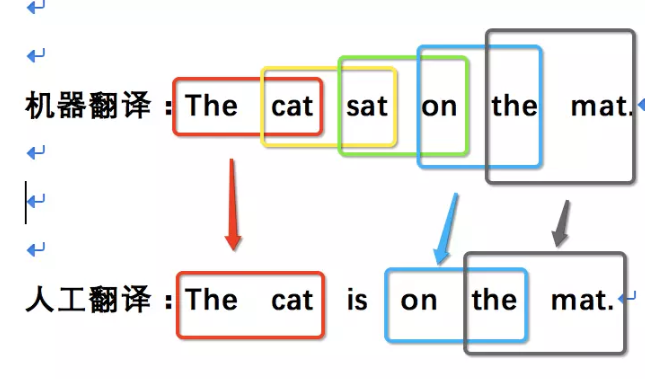 机器翻译：The cat sat on the mat.
人工翻译：The cat is on the mat.